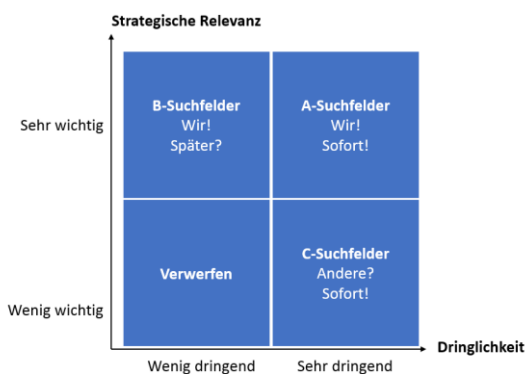 Strategische Relevanz
Sehr wichtig
B-Suchfelder
Wir!
Später?
A-Suchfelder
Wir!
Sofort!
Wenig wichtig
Verwerfen
C-Suchfelder
Andere?
Sofort!
Dringlichkeit
Wenig dringend
Sehr dringend